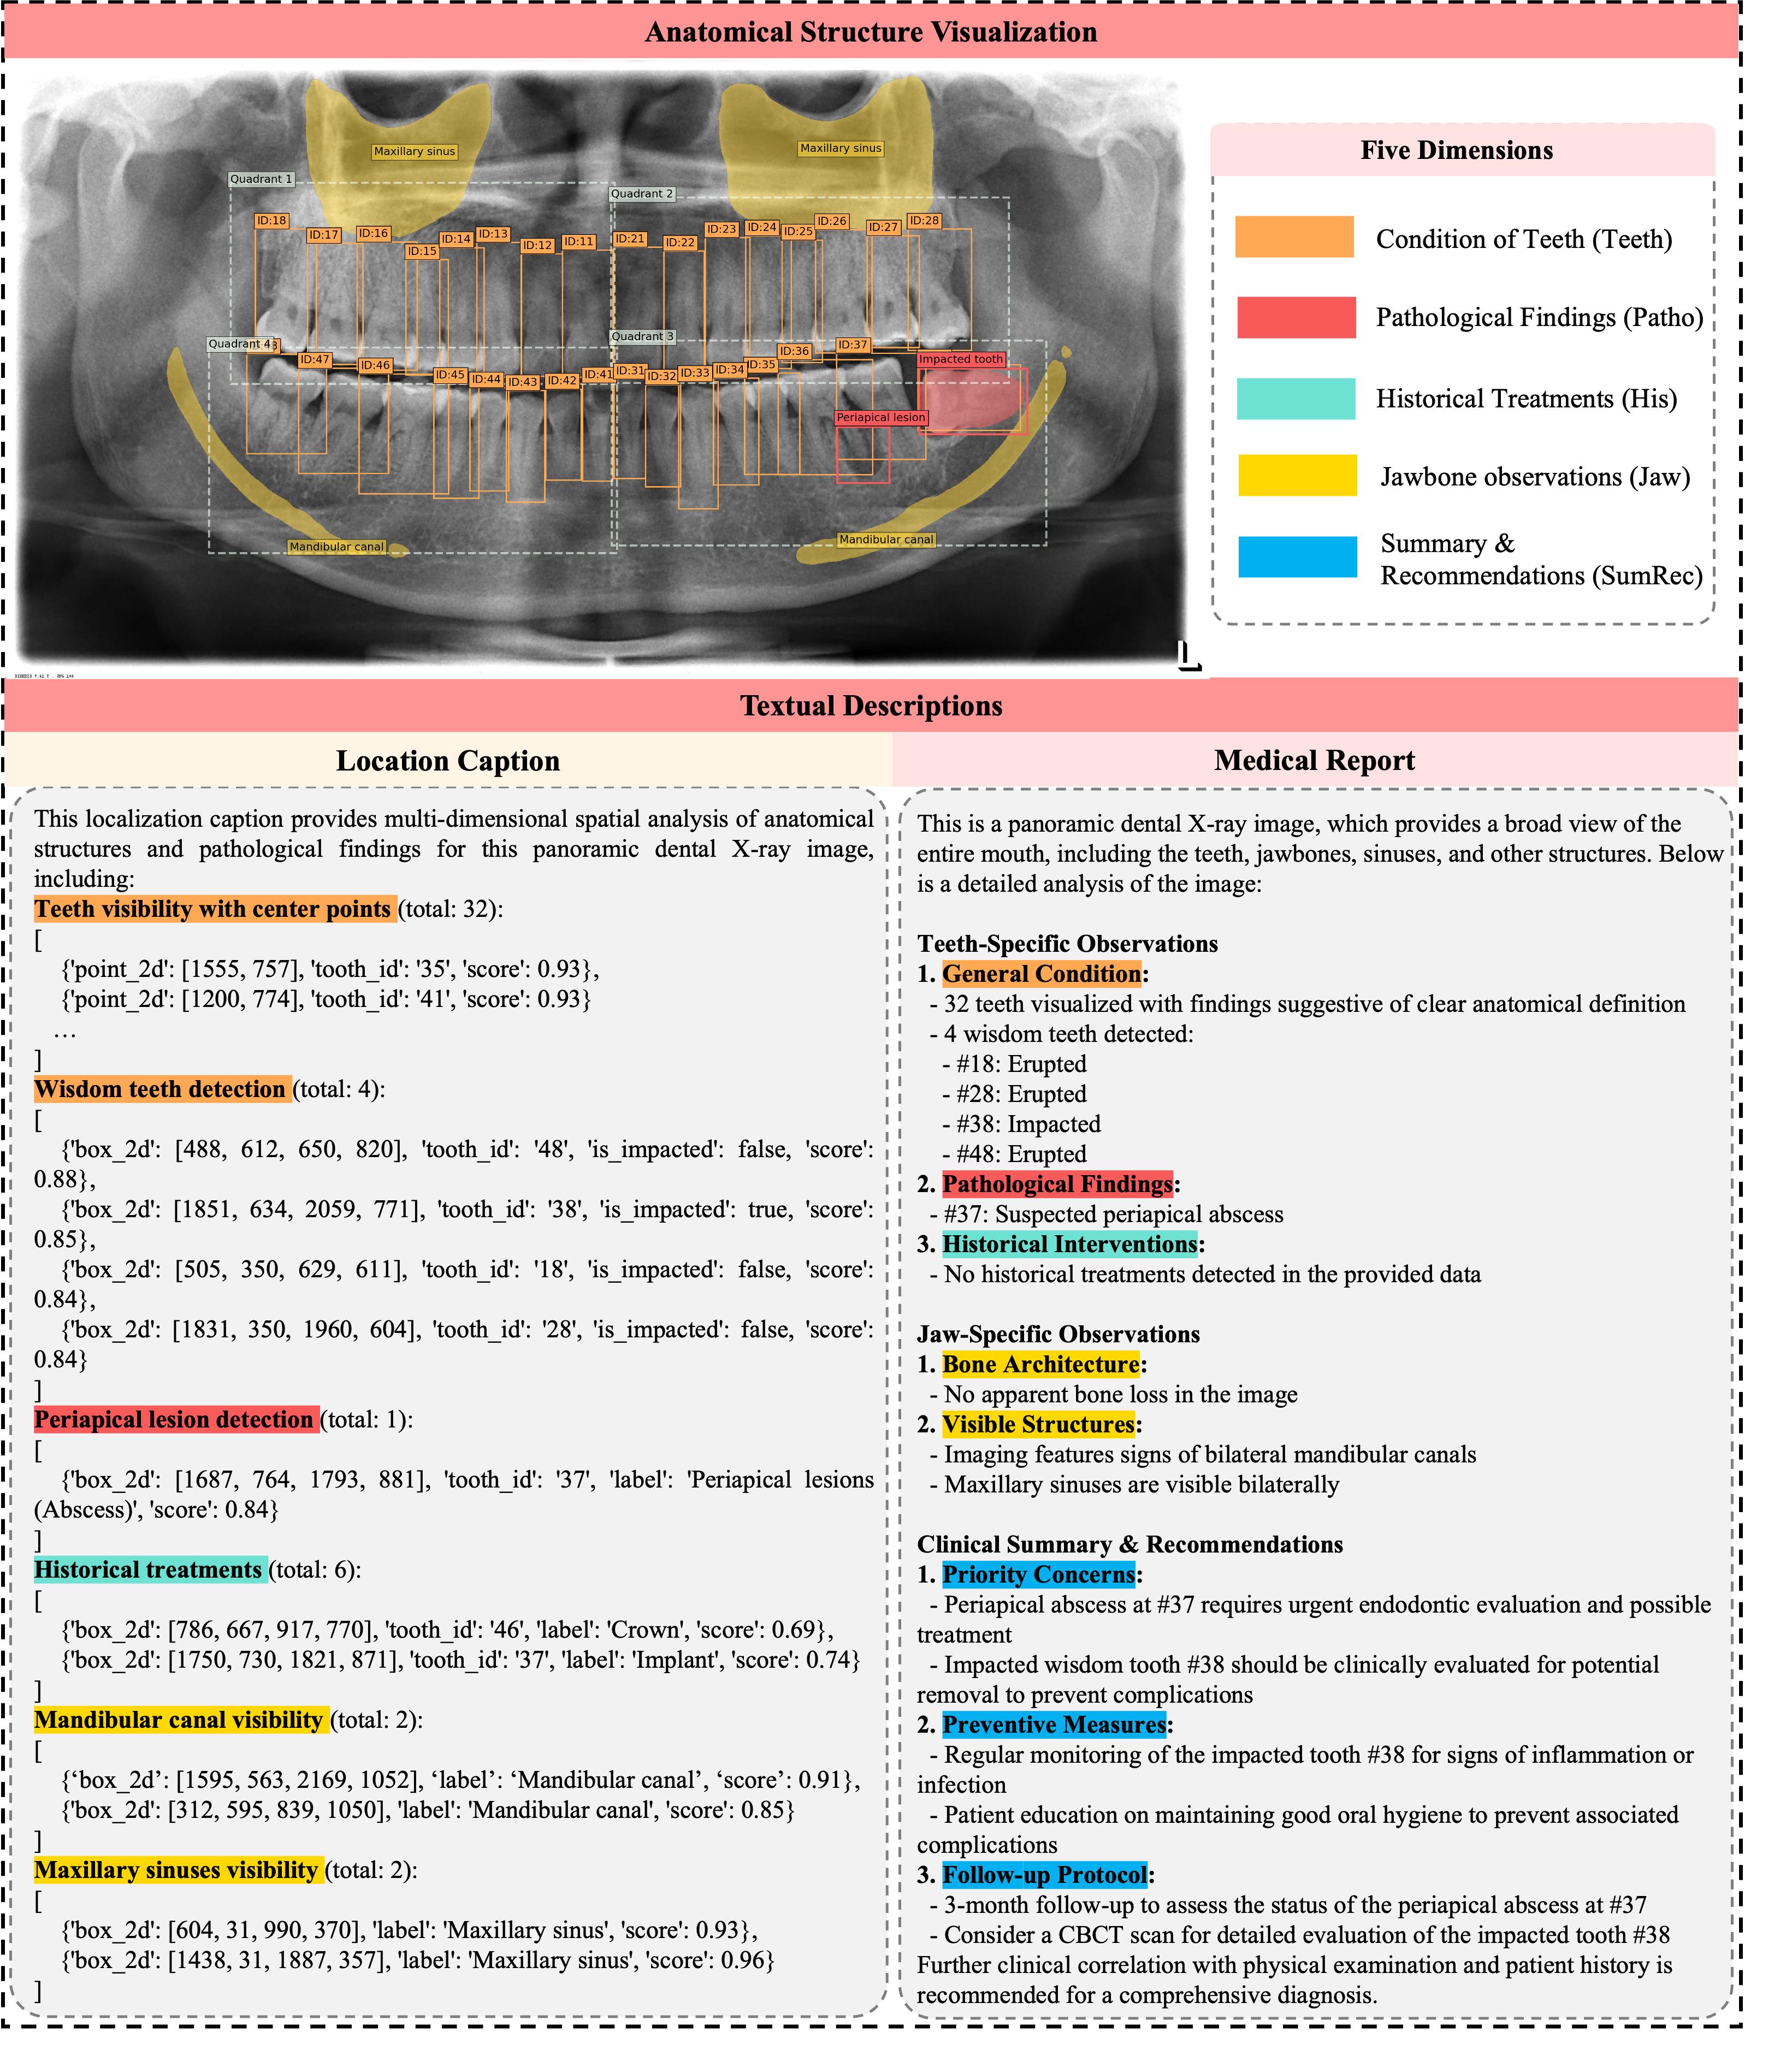 Anatomical Structure Visualization
Maxillary sinus
Maxillary sinus
Quadrant 1
Quadrant 2
ID:18
ID:17
ID:16
ID:15
ID:14
ID:13
ID:12
ID:11
ID:21
ID:22
ID:23
ID:24
ID:25
ID:26
ID:27
ID:28
Quadrant 4
Quadrant 3
ID:47
ID:46
ID:45
ID:44
ID:43
ID:42
ID:41
ID:31
ID:32
ID:33
ID:34
ID:35
ID:36
ID:37
Impacted tooth
Periapical lesion
Mandibular canal
Mandibular canal
L
Five Dimensions
Condition of Teeth (Teeth)
Pathological Findings (Patho)
Historical Treatments (His)
Jawbone observations (Jaw)
Summary &
Recommendations (SumRec)
Textual Descriptions
Location Caption
This localization caption provides multi-dimensional spatial analysis of anatomical
structures and pathological findings for this panoramic dental X-ray image,
including:
Teeth visibility with center points (total: 32):
[
{'point_2d': [1555, 757], 'tooth_id': '35', 'score': 0.93},
{'point_2d': [1200, 774], 'tooth_id': '41', 'score': 0.93}
…
]
Wisdom teeth detection (total: 4):
[
{'box_2d': [488, 612, 650, 820], 'tooth_id': '48', 'is_impacted': false, 'score':
0.88},
{'box_2d': [1851, 634, 2059, 771], 'tooth_id': '38', 'is_impacted': true, 'score':
0.85},
{'box_2d': [505, 350, 629, 611], 'tooth_id': '18', 'is_impacted': false, 'score':
0.84},
{'box_2d': [1831, 350, 1960, 604], 'tooth_id': '28', 'is_impacted': false, 'score':
0.84}
]
Periapical lesion detection (total: 1):
[
{'box_2d': [1687, 764, 1793, 881], 'tooth_id': '37', 'label': 'Periapical lesions
(Abscess)', 'score': 0.84}
]
Historical treatments (total: 6):
[
{'box_2d': [786, 667, 917, 770], 'tooth_id': '46', 'label': 'Crown', 'score': 0.69},
{'box_2d': [1750, 730, 1821, 871], 'tooth_id': '37', 'label': 'Implant', 'score': 0.74}
]
Mandibular canal visibility (total: 2):
[
{‘box_2d’: [1595, 563, 2169, 1052], ‘label’: ‘Mandibular canal’, ‘score’: 0.91},
{'box_2d': [312, 595, 839, 1050], 'label': 'Mandibular canal', 'score': 0.85}
]
Maxillary sinuses visibility (total: 2):
[
{'box_2d': [604, 31, 990, 370], 'label': 'Maxillary sinus', 'score': 0.93},
{'box_2d': [1438, 31, 1887, 357], 'label': 'Maxillary sinus', 'score': 0.96}
]
Medical Report
This is a panoramic dental X-ray image, which provides a broad view of the
entire mouth, including the teeth, jawbones, sinuses, and other structures. Below
is a detailed analysis of the image:
Teeth-Specific Observations
1. General Condition:
- 32 teeth visualized with findings suggestive of clear anatomical definition
- 4 wisdom teeth detected:
- #18: Erupted
- #28: Erupted
- #38: Impacted
- #48: Erupted
2. Pathological Findings:
- #37: Suspected periapical abscess
3. Historical Interventions:
- No historical treatments detected in the provided data
Jaw-Specific Observations
1. Bone Architecture:
- No apparent bone loss in the image
2. Visible Structures:
- Imaging features signs of bilateral mandibular canals
- Maxillary sinuses are visible bilaterally
Clinical Summary & Recommendations
1. Priority Concerns:
- Periapical abscess at #37 requires urgent endodontic evaluation and possible
treatment
- Impacted wisdom tooth #38 should be clinically evaluated for potential
removal to prevent complications
2. Preventive Measures:
- Regular monitoring of the impacted tooth #38 for signs of inflammation or
infection
- Patient education on maintaining good oral hygiene to prevent associated
complications
3. Follow-up Protocol:
- 3-month follow-up to assess the status of the periapical abscess at #37
- Consider a CBCT scan for detailed evaluation of the impacted tooth #38
Further clinical correlation with physical examination and patient history is
recommended for a comprehensive diagnosis.